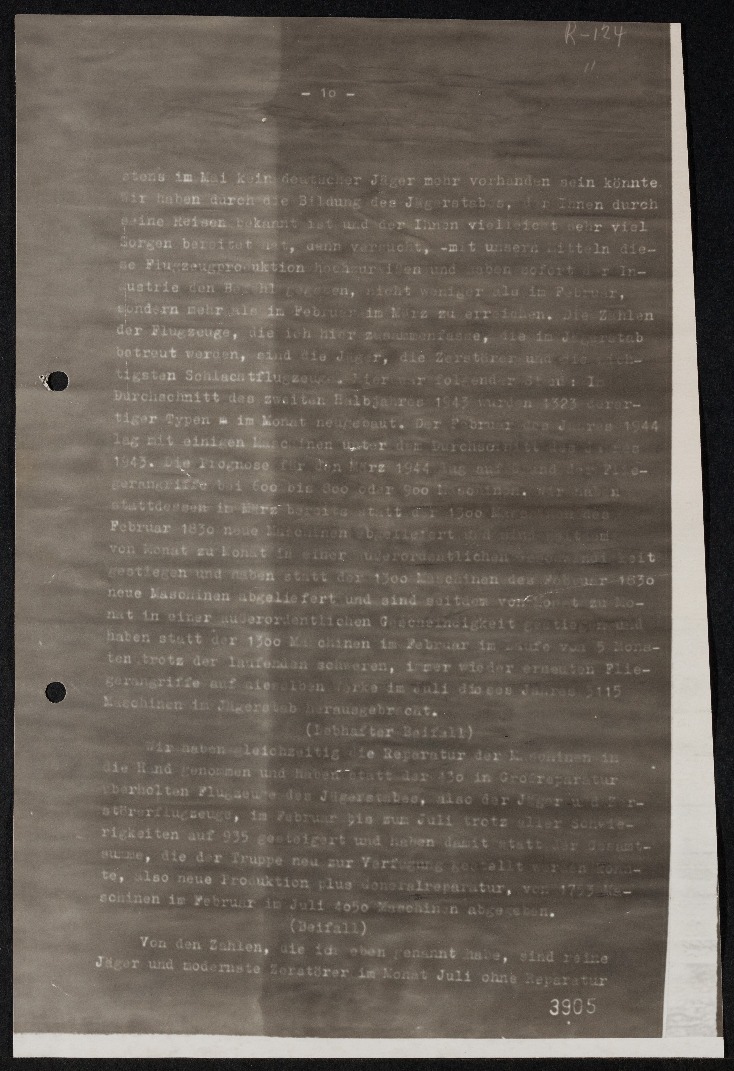 R-124
"
- 10 -
stens im Mai kein deutscher Jäger mehr vorhanden sein könnte.
Wir haben durch die Bildung des Jägerstabes, der Ihnen durch
seine Reisen bekannt ist und der Ihnen vielleicht sehr viel
Sorgen bereitet hat, dann versucht, -mit unsern Mitteln die-
se Flugzeugproduktion hochzureißen und haben sofort der In-
dustrie den Befehl gegeben, nicht weniger als im Februar,
sondern mehr als im Februar im März zu erreichen. Die Zahlen
der Flugzeuge, die ich hier zusammenfasse, die im Jägerstab
betreut werden, sind die Jäger, die Zerstörer und die wich-
tigsten Schlachtflugzeuge. Hier war folgender Stand: Im
Durchschnitt des zweiten Halbjahres 1943 wurden 1323 derar-
tiger Typen - im Monat neugebaut. Der Februar des Jahres 1944
lag mit einigen Maschinen unter dem Durchschnitt des Jahres
1943. Die Prognose für den März 1944 lag auf Grund der Flie-
gerangriffe bei 600 bis 800 oder 900 Maschinen. Wir haben
stattdessen im März bereits statt der 1300 Maschinen des
Februar 1830 neue Maschinen abgeliefert und sind seitdem
von Monat zu Monat in einer außerordentlichen Geschwindigkeit
gestiegen und haben statt der 1300 Maschinen des Februar 1830
neue Maschinen abgeliefert und sind seitdem von Monat zu Mo-
nat in einer außerordentlichen Geschwindigkeit gestiegen und
haben statt der 1300 Maschinen im Februar im Laufe von 5 Mona-
ten trotz der laufenden schweren, immer wieder erneuten Flie-
gerangriffe auf dieselben Werke im Juli dieses Jahres 3115
Maschinen im Jägerstab herausgebracht.
(Lebhafter Beifall)
Wir haben gleichzeitig die Reparatur der Maschinen in
die Hand genommen und haben statt der 430 in Großreparatur
überholten Flugzeuge des Jägerstabes, also der Jäger und Zer-
störerflugzeuge, im Februar bis zum Juli trotz aller Schwie-
rigkeiten auf 935 gesteigert und haben damit statt der Gesamt-
summe, die der Truppe neu zur Verfügung gestellt werden konn-
te, also neue Produktion plus Generalreparatur, von 1753 Ma-
schinen im Februar im Juli 4050 Maschinen abgegeben.
(Beifall)
Von den Zahlen, die ich eben genannt habe, sind reine
Jäger und modernste Zerstörer im Monat Juli ohne Reparatur
3905